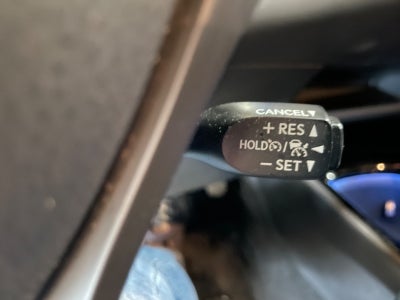 CANCEL▼
+ RES ▲
HOLD / ◀
− SET ▼